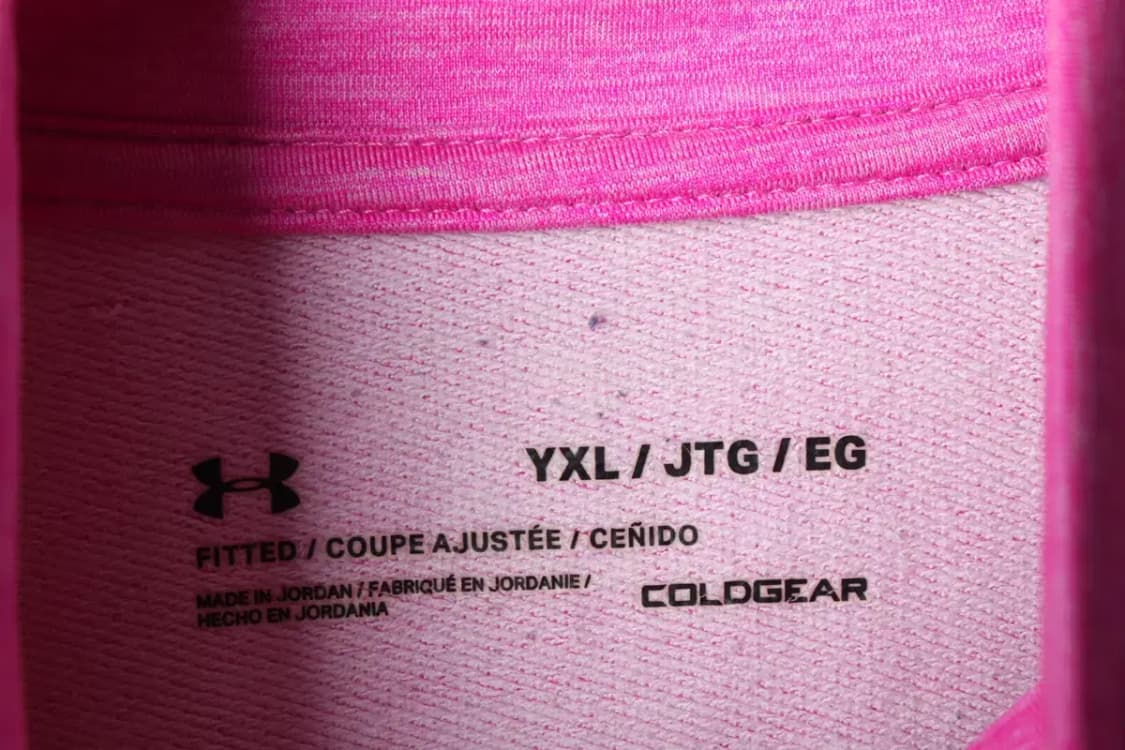 YXL / JTG / EG
FITTED / COUPE AJUSTÉE / CEÑIDO
MADE IN JORDAN / FABRIQUÉ EN JORDANIE /
HECHO EN JORDANIA
COLDGEAR